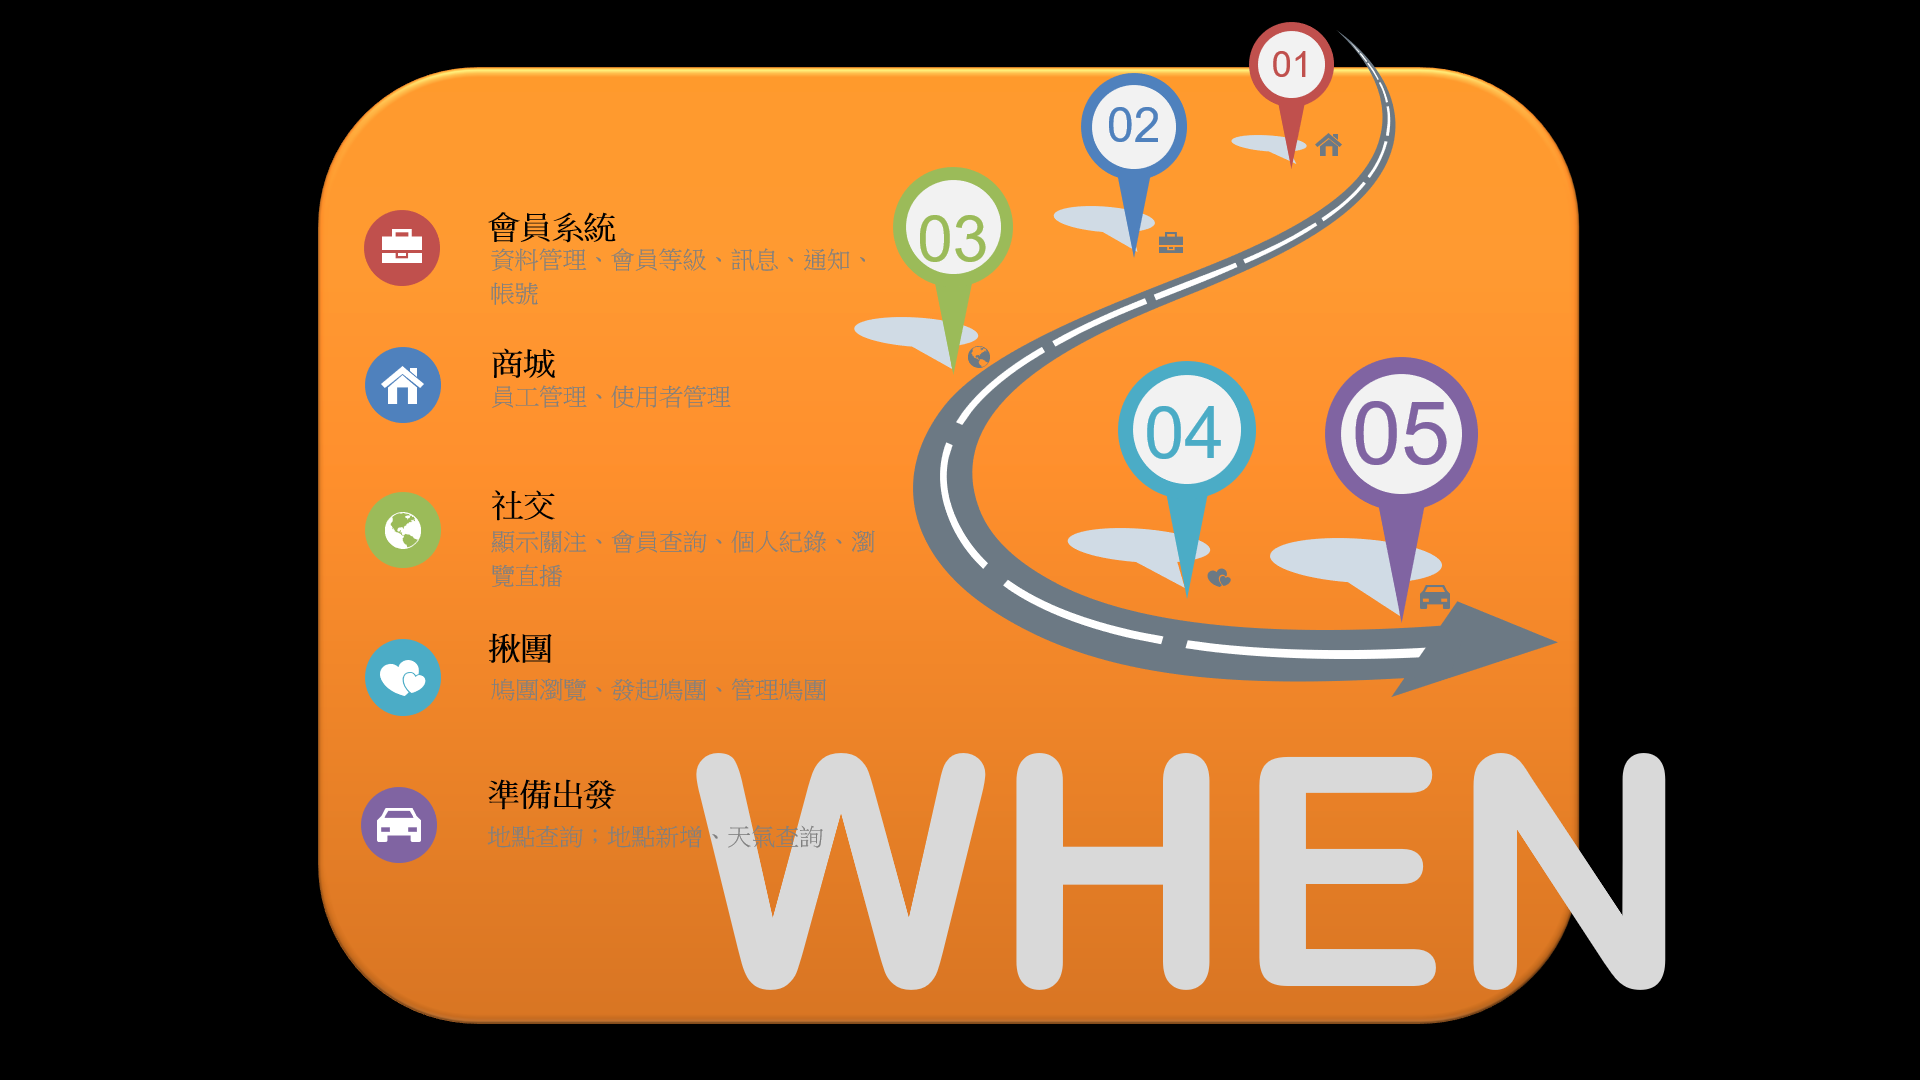 01
02
03
04
05
會員系統
資料管理、會員等級、訊息、通知、
帳號
商城
員工管理、使用者管理
社交
顯示關注、會員查詢、個人紀錄、瀏
覽直播
揪團
鳩團瀏覽、發起鳩團、管理鳩團
準備出發
地點查詢；地點新增、天氣查詢
WHEN